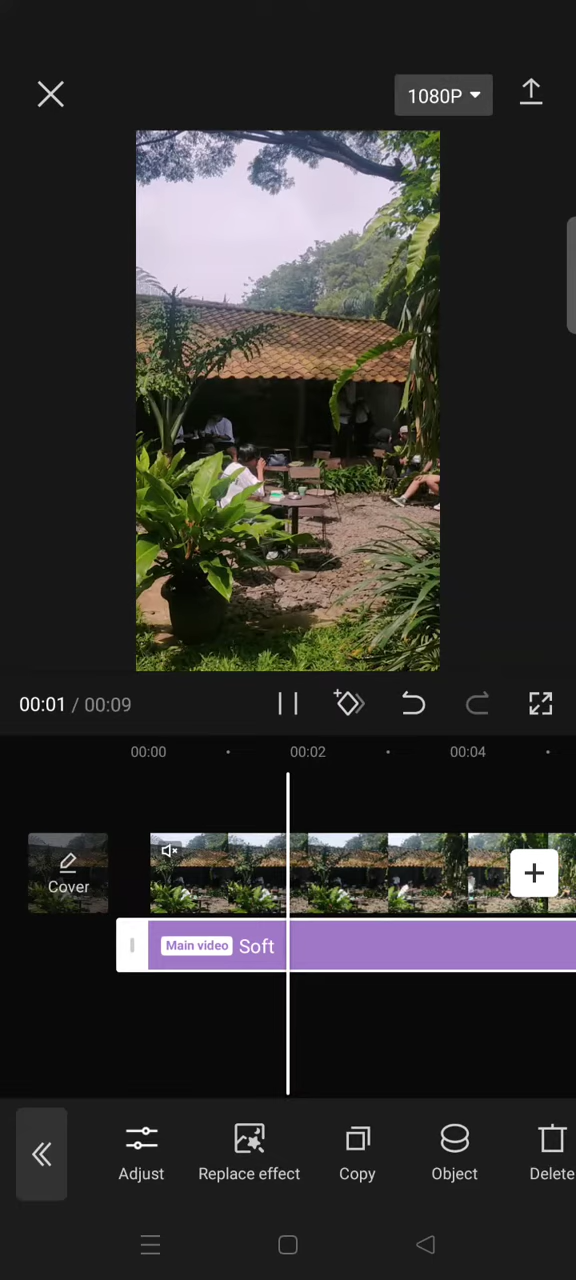 1080P
00:01 / 00:09
00:00
00:02
00:04
Cover
Main video Soft
Adjust
Replace effect
Copy
Object
Delete